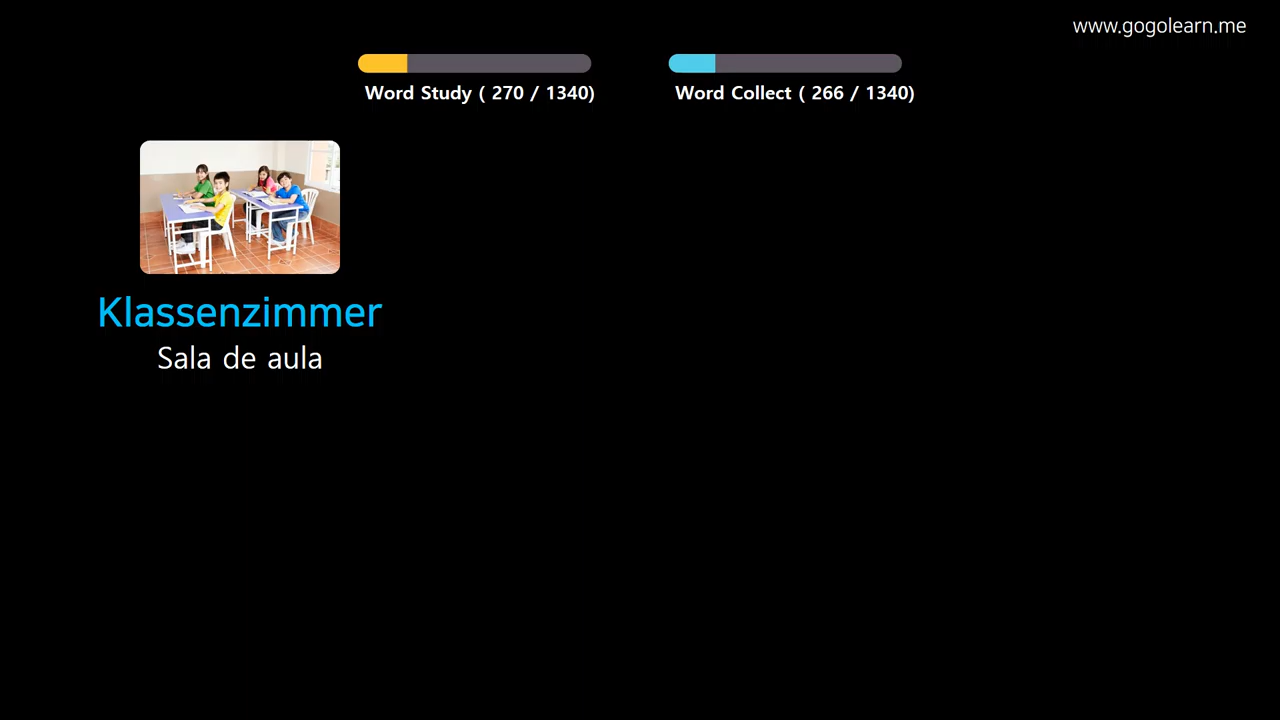 www.gogolearn.me
Word Study ( 270 / 1340)
Word Collect ( 266 / 1340)
Klassenzimmer
Sala de aula